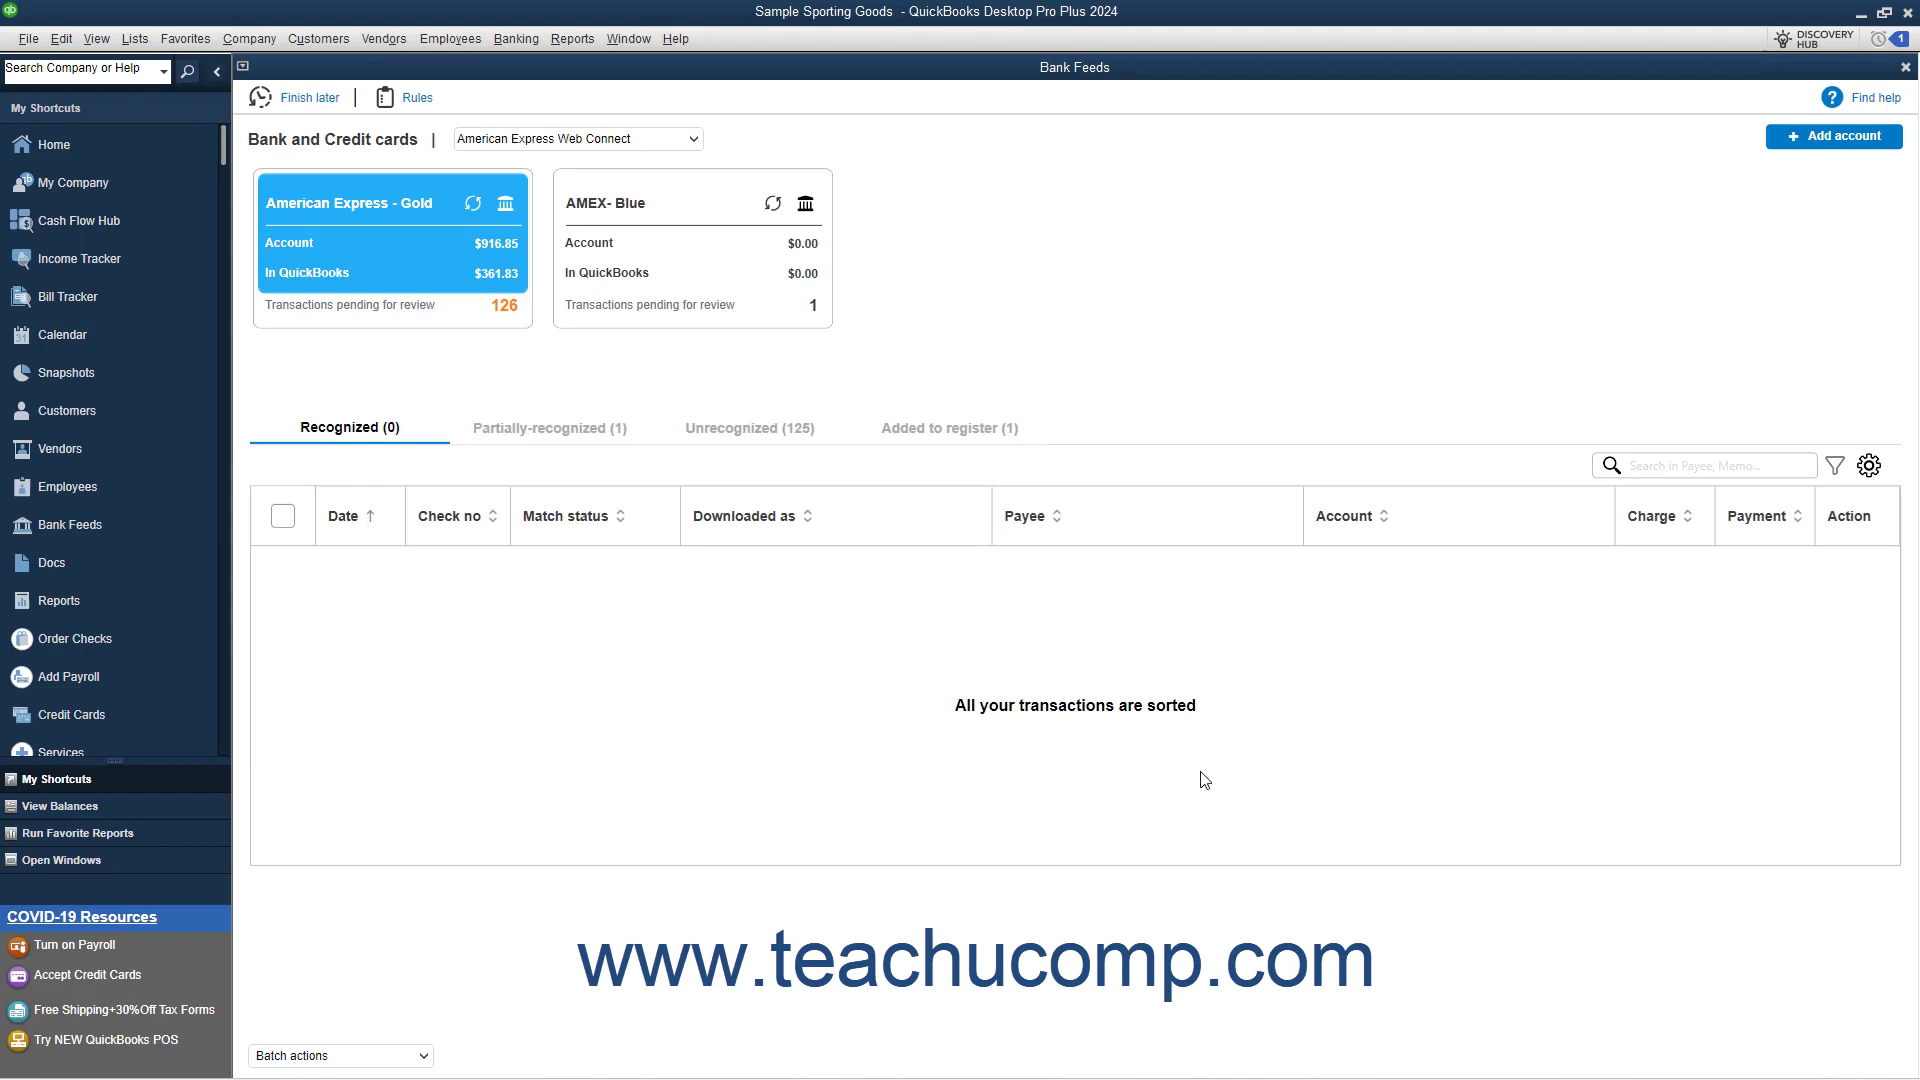 Sample Sporting Goods - QuickBooks Desktop Pro Plus 2024
File Edit View Lists Favorites Company Customers Vendors Employees Banking Reports Window Help
DISCOVERY HUB
1
Search Company or Help
Bank Feeds
My Shortcuts
Home
My Company
Cash Flow Hub
Income Tracker
Bill Tracker
Calendar
Snapshots
Customers
Vendors
Employees
Bank Feeds
Docs
Reports
Order Checks
Add Payroll
Credit Cards
Services
My Shortcuts
View Balances
Run Favorite Reports
Open Windows
COVID-19 Resources
Turn on Payroll
Accept Credit Cards
Free Shipping+30%Off Tax Forms
Try NEW QuickBooks POS
Finish later | Rules
? Find help
Bank and Credit cards | American Express Web Connect
+ Add account
American Express - Gold
Account $916.85
In QuickBooks $361.83
Transactions pending for review 126
AMEX- Blue
Account $0.00
In QuickBooks $0.00
Transactions pending for review 1
Recognized (0) Partially-recognized (1) Unrecognized (125) Added to register (1)
Search in Payee, Memo...
Date Check no Match status Downloaded as Payee Account Charge Payment Action
All your transactions are sorted
www.teachucomp.com
Batch actions